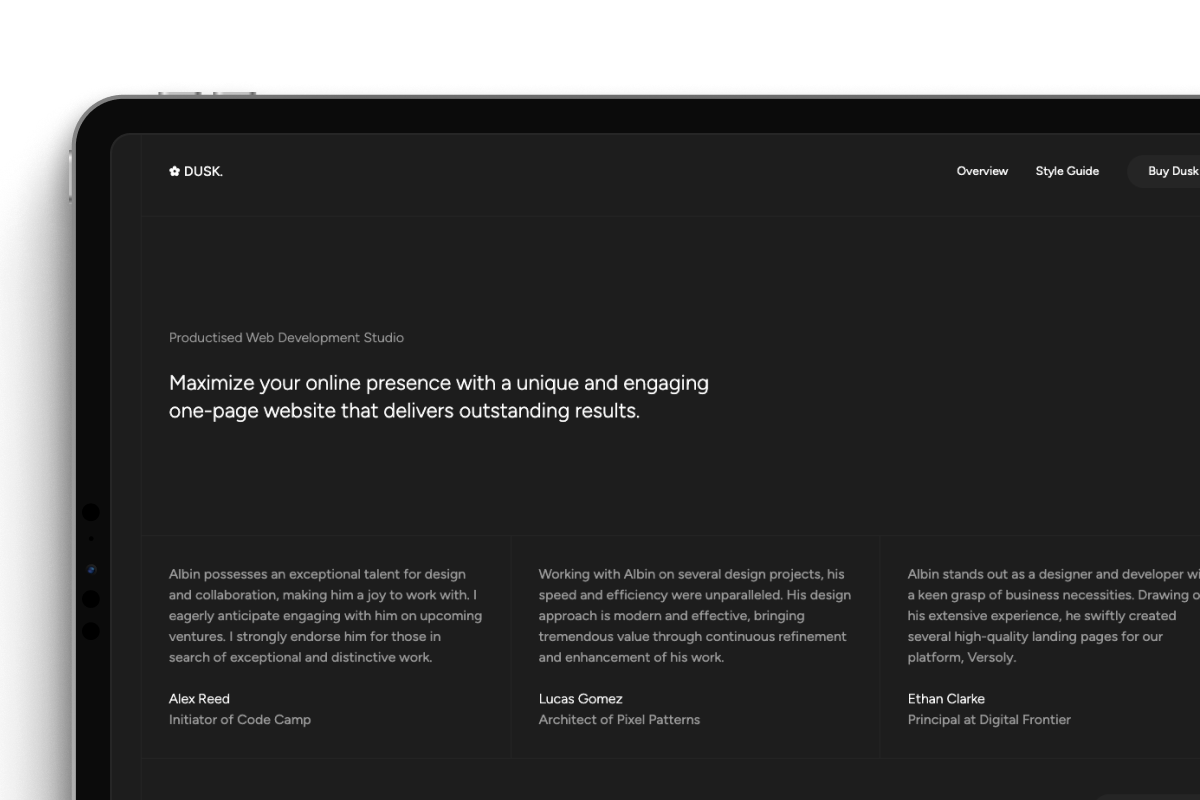 ✿ DUSK.
Overview
Style Guide
Buy Dusk
Productised Web Development Studio
Maximize your online presence with a unique and engaging
one-page website that delivers outstanding results.
Albin possesses an exceptional talent for design
and collaboration, making him a joy to work with. I
eagerly anticipate engaging with him on upcoming
ventures. I strongly endorse him for those in
search of exceptional and distinctive work.
Alex Reed
Initiator of Code Camp
Working with Albin on several design projects, his
speed and efficiency were unparalleled. His design
approach is modern and effective, bringing
tremendous value through continuous refinement
and enhancement of his work.
Lucas Gomez
Architect of Pixel Patterns
Albin stands out as a designer and developer
a keen grasp of business necessities. Drawing
his extensive experience, he swiftly created
several high-quality landing pages for our
platform, Versoly.
Ethan Clarke
Principal at Digital Frontier